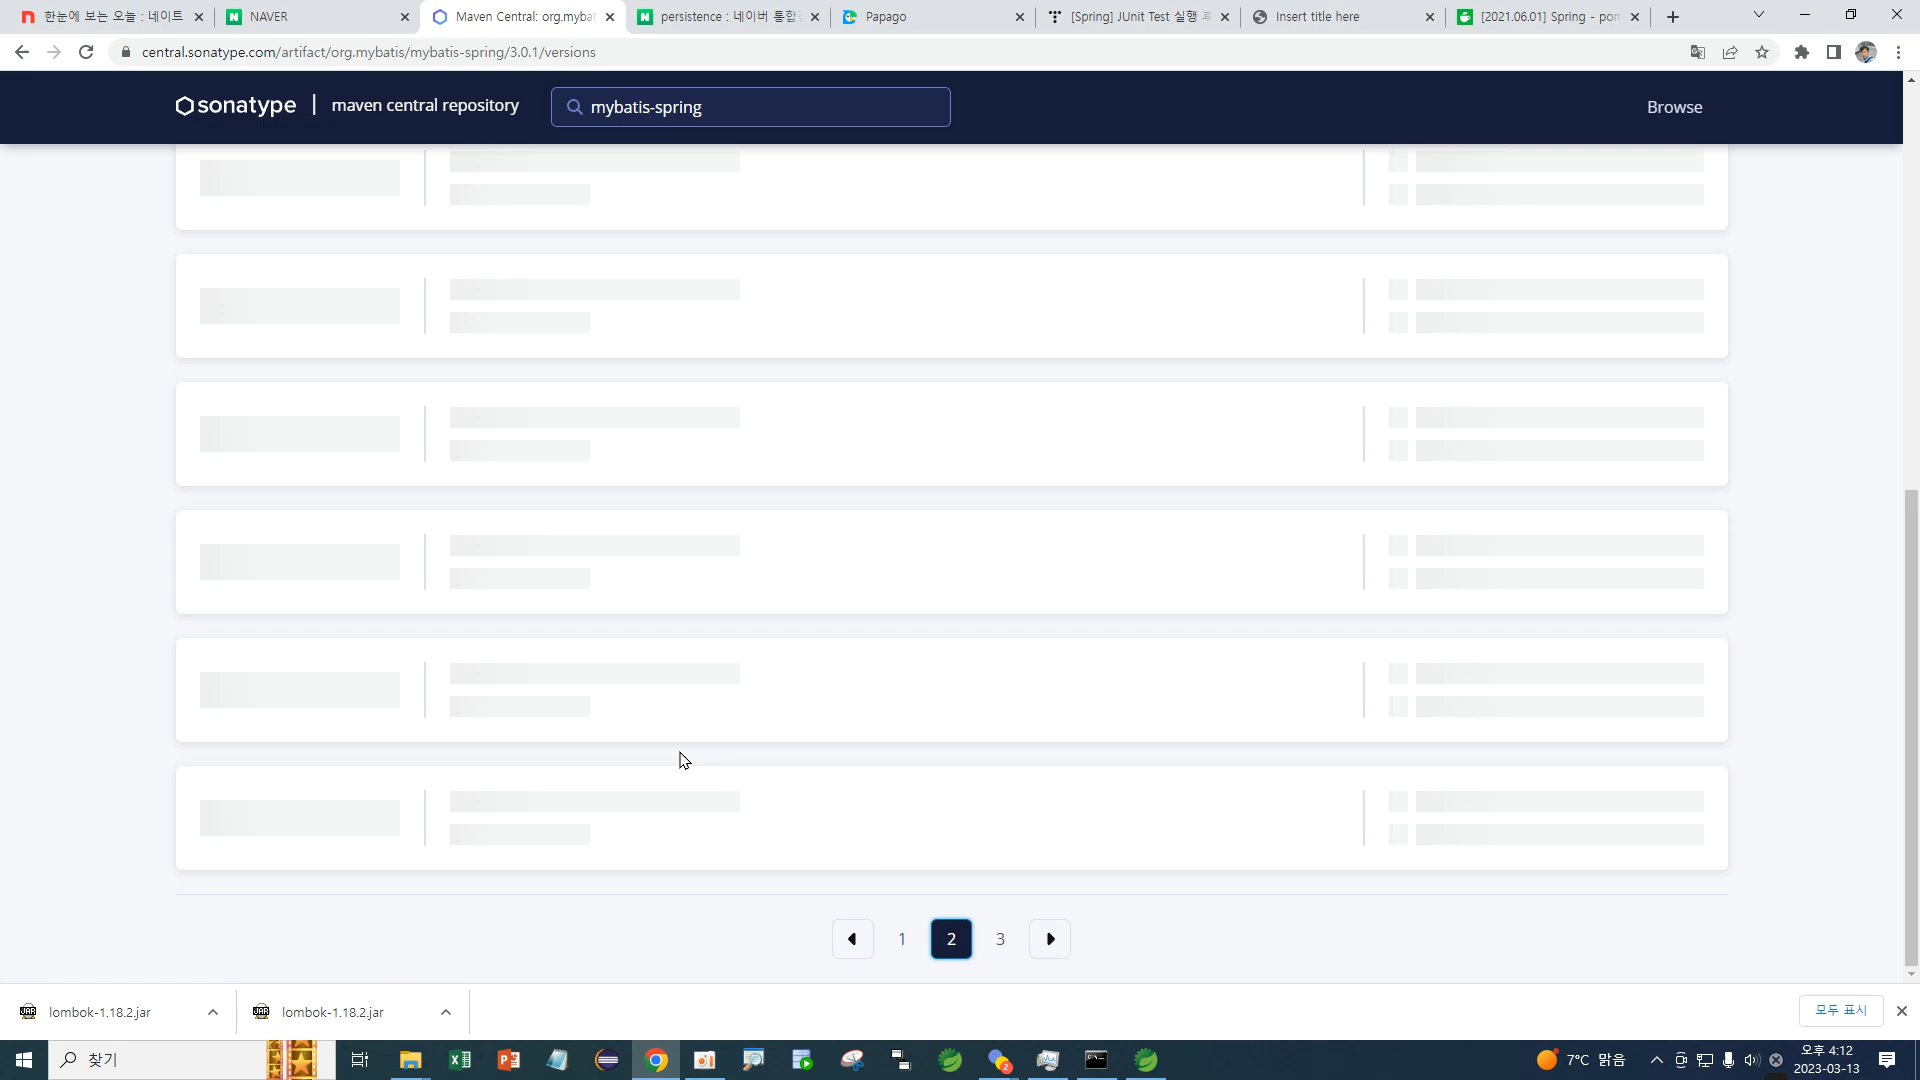 한눈에 보는 오늘 : 네이트
NAVER
Maven Central: org.mybat
persistence : 네이버 통합검
Papago
[Spring] JUnit Test 실행 후
Insert title here
[2021.06.01] Spring - pom
central.sonatype.com/artifact/org.mybatis/mybatis-spring/3.0.1/versions
sonatype | maven central repository
mybatis-spring
Browse
1
2
3
lombok-1.18.2.jar
lombok-1.18.2.jar
모두 표시
찾기
2
7°C 맑음
오후 4:12
2023-03-13